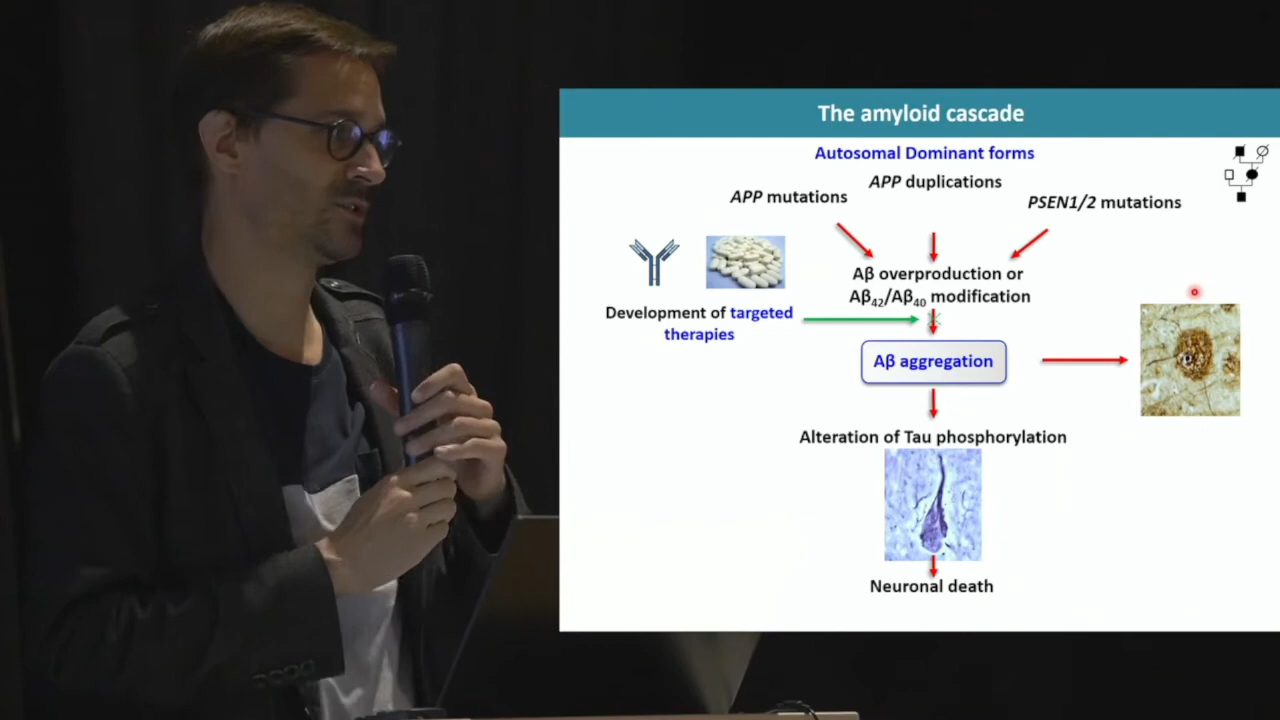 The amyloid cascade
Autosomal Dominant forms
APP duplications
APP mutations
PSEN1/2 mutations
Aβ overproduction or
Aβ42/Aβ40 modification
Development of targeted
therapies
Aβ aggregation
Alteration of Tau phosphorylation
Neuronal death